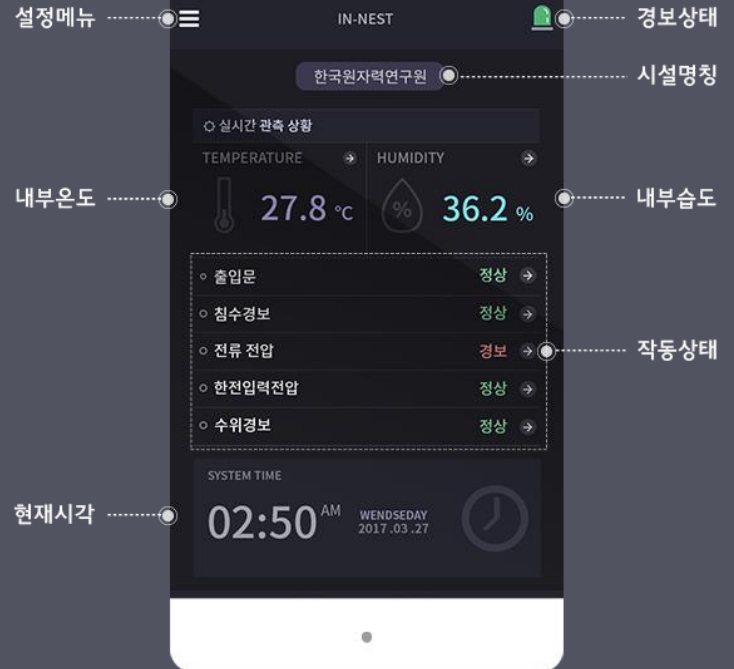 설정메뉴
IN-NEST
경보상태
한국원자력연구원
시설명칭
실시간 관측 상황
TEMPERATURE
HUMIDITY
내부온도
27.8 °C
%
36.2 %
내부습도
출입문 정상
침수경보 정상
전류 전압 경보
작동상태
한전입력전압 정상
수위경보 정상
SYSTEM TIME
현재시각
02:50 AM
WENDSEDAY
2017 .03 .27